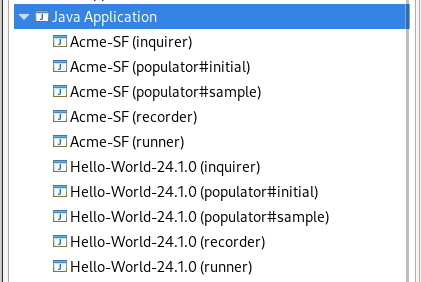 Java Application
Acme-SF (inquirer)
Acme-SF (populator#initial)
Acme-SF (populator#sample)
Acme-SF (recorder)
Acme-SF (runner)
Hello-World-24.1.0 (inquirer)
Hello-World-24.1.0 (populator#initial)
Hello-World-24.1.0 (populator#sample)
Hello-World-24.1.0 (recorder)
Hello-World-24.1.0 (runner)